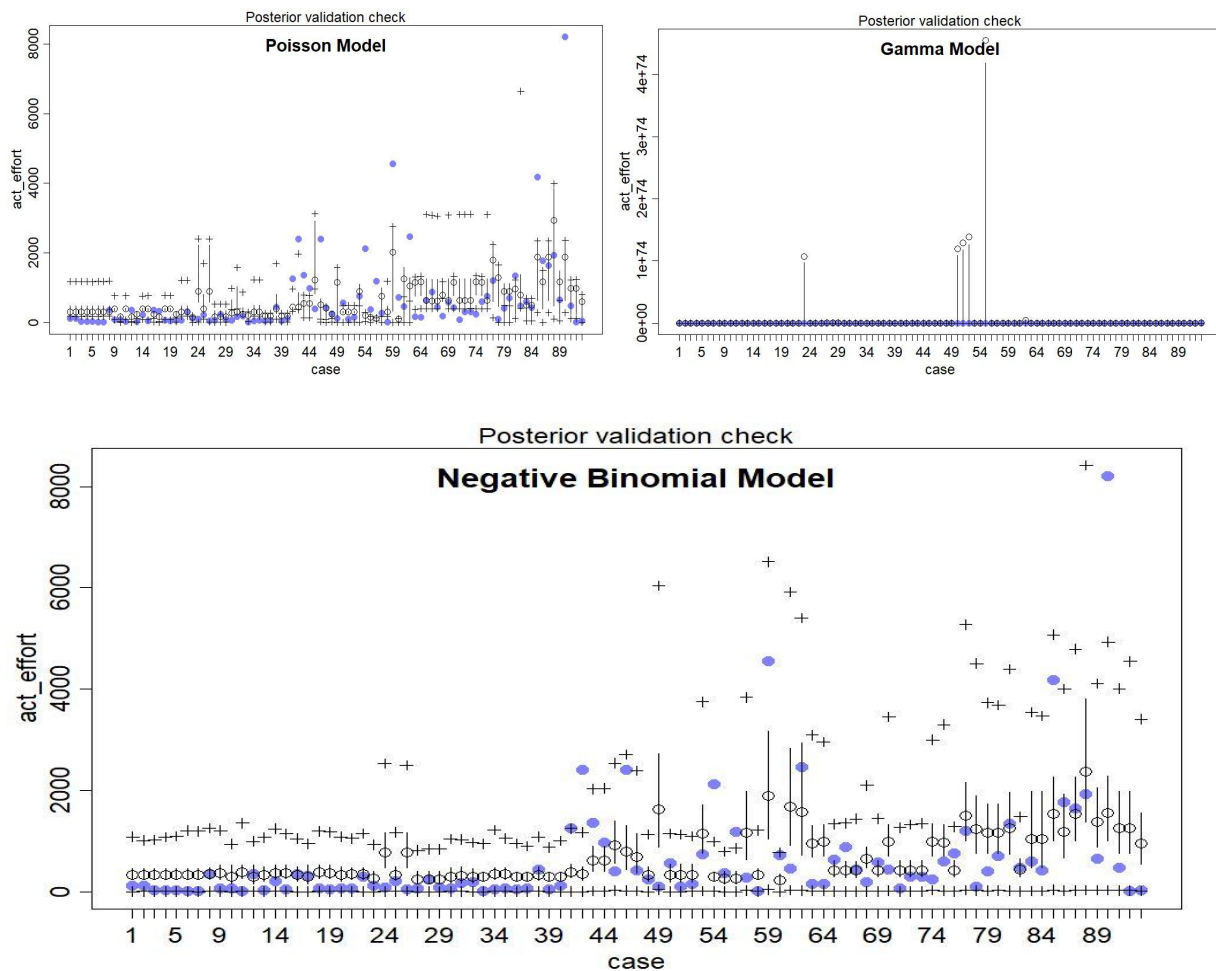 Posterior validation check
Poisson Model
act_effort
8000
6000
4000
2000
0
1 5 9 14 19 24 29 34 39 44 49 54 59 64 69 74 79 84 89
case
Posterior validation check
Gamma Model
act_effort
4e+74
3e+74
2e+74
1e+74
0e+00
1 5 9 14 19 24 29 34 39 44 49 54 59 64 69 74 79 84 89
case
Posterior validation check
Negative Binomial Model
act_effort
8000
6000
4000
2000
0
1 5 9 14 19 24 29 34 39 44 49 54 59 64 69 74 79 89
case